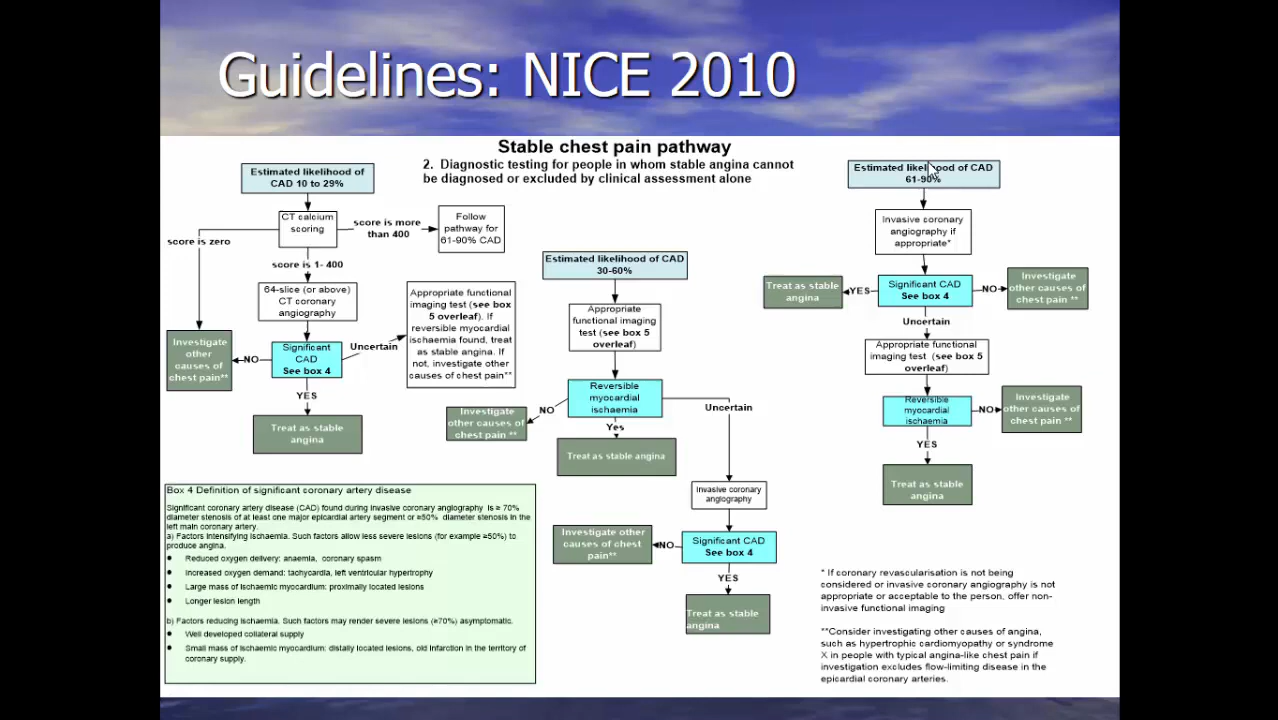 Guidelines: NICE 2010
Stable chest pain pathway
2. Diagnostic testing for people in whom stable angina cannot
be diagnosed or excluded by clinical assessment alone
Estimated likelihood of
CAD 10 to 29%
CT calcium
scoring
score is more
than 400
Follow
pathway for
61-90% CAD
score is zero
score is 1- 400
64-slice (or above)
CT coronary
angiography
Appropriate functional
imaging test (see box
5 overleaf). If
reversible myocardial
ischaemia found, treat
as stable angina. If
not, investigate other
causes of chest pain**
Uncertain
Significant
CAD
See box 4
NO
Investigate
other
causes of
chest pain**
YES
Treat as stable
angina
Estimated likelihood of CAD
30-60%
Appropriate
functional imaging
test (see box 5
overleaf)
Reversible
myocardial
ischaemia
NO
Investigate
other causes of
chest pain **
Yes
Treat as stable angina
Uncertain
Invasive coronary
angiography
Significant CAD
See box 4
NO
Investigate other
causes of chest
pain**
YES
Treat as stable
angina
Estimated likelihood of CAD
61-90%
Invasive coronary
angiography if
appropriate*
Significant CAD
See box 4
YES
Treat as stable
angina
NO
Investigate
other causes of
chest pain **
Uncertain
Appropriate functional
imaging test (see box 5
overleaf)
Reversible
myocardial
ischaemia
NO
Investigate
other causes of
chest pain **
YES
Treat as stable
angina
Box 4 Definition of significant coronary artery disease
Significant coronary artery disease (CAD) found during invasive coronary angiography is ≥ 70%
diameter stenosis of at least one major epicardial artery segment or ≥50% diameter stenosis in the
left main coronary artery.
a) Factors intensifying ischaemia. Such factors allow less severe lesions (for example ≥50%) to
produce angina.
● Reduced oxygen delivery: anaemia, coronary spasm
● Increased oxygen demand: tachycardia, left ventricular hypertrophy
● Large mass of ischaemic myocardium: proximally located lesions
● Longer lesion length
b) Factors reducing ischaemia. Such factors may render severe lesions (≥70%) asymptomatic.
● Well developed collateral supply
● Small mass of ischaemic myocardium: distally located lesions, old infarction in the territory of
coronary supply.
* If coronary revascularisation is not being
considered or invasive coronary angiography is not
appropriate or acceptable to the person, offer non-
invasive functional imaging
**Consider investigating other causes of angina,
such as hypertrophic cardiomyopathy or syndrome
X in people with typical angina-like chest pain if
investigation excludes flow-limiting disease in the
epicardial coronary arteries.